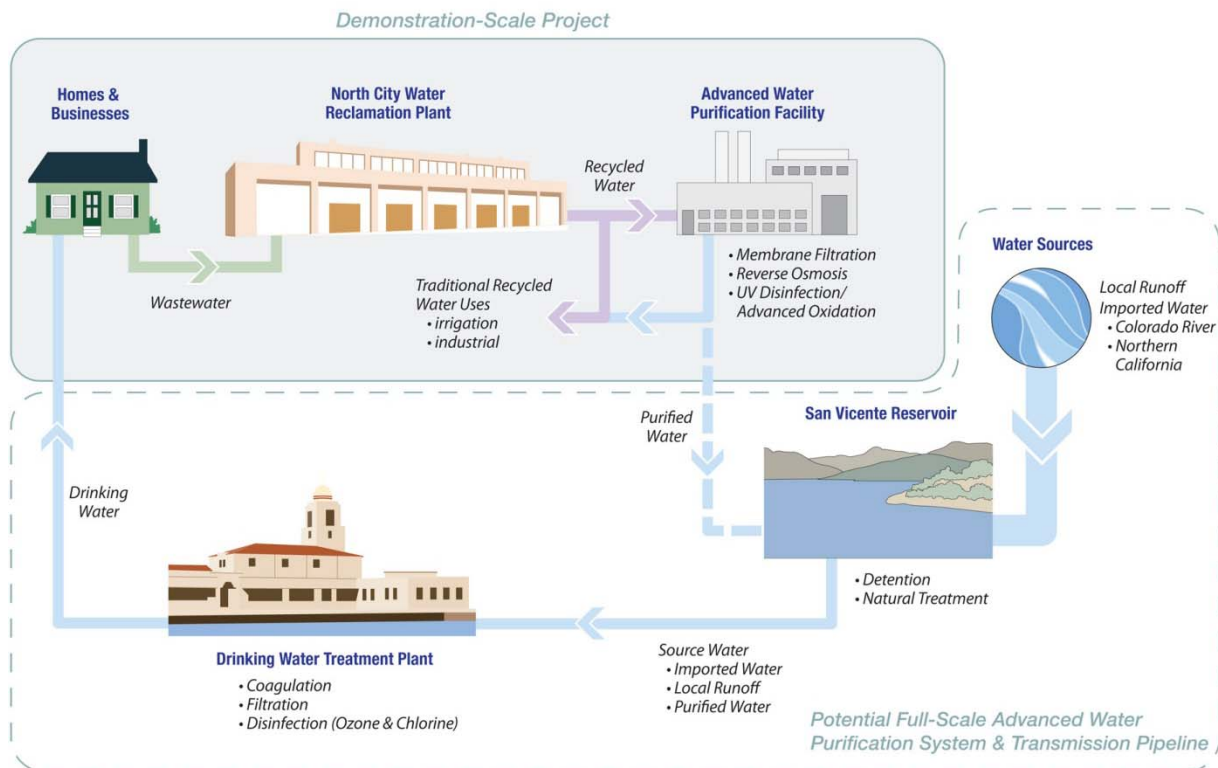 Demonstration-Scale Project
Homes &
Businesses
North City Water
Reclamation Plant
Advanced Water
Purification Facility
Recycled
Water
Wastewater
Traditional Recycled
Water Uses
• irrigation
• industrial
• Membrane Filtration
• Reverse Osmosis
• UV Disinfection/
Advanced Oxidation
Water Sources
Local Runoff
Imported Water
• Colorado River
• Northern
California
Purified
Water
San Vicente Reservoir
• Detention
• Natural Treatment
Drinking
Water
Drinking Water Treatment Plant
• Coagulation
• Filtration
• Disinfection (Ozone & Chlorine)
Source Water
• Imported Water
• Local Runoff
• Purified Water
Potential Full-Scale Advanced Water
Purification System & Transmission Pipeline